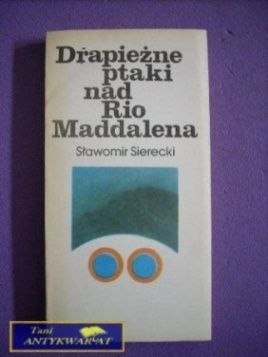 Drapieżne
ptaki
nad
Rio
Maddalena
Sławomir Sierecki
Tani
ANTYKWARIAT